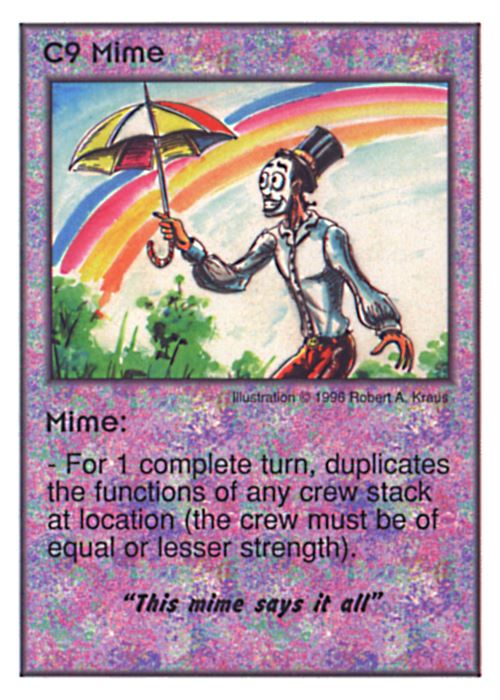 C9 Mime
Illustration © 1996 Robert A. Kraus
Mime:
- For 1 complete turn, duplicates
the functions of any crew stack
at location (the crew must be of
equal or lesser strength).
“This mime says it all”